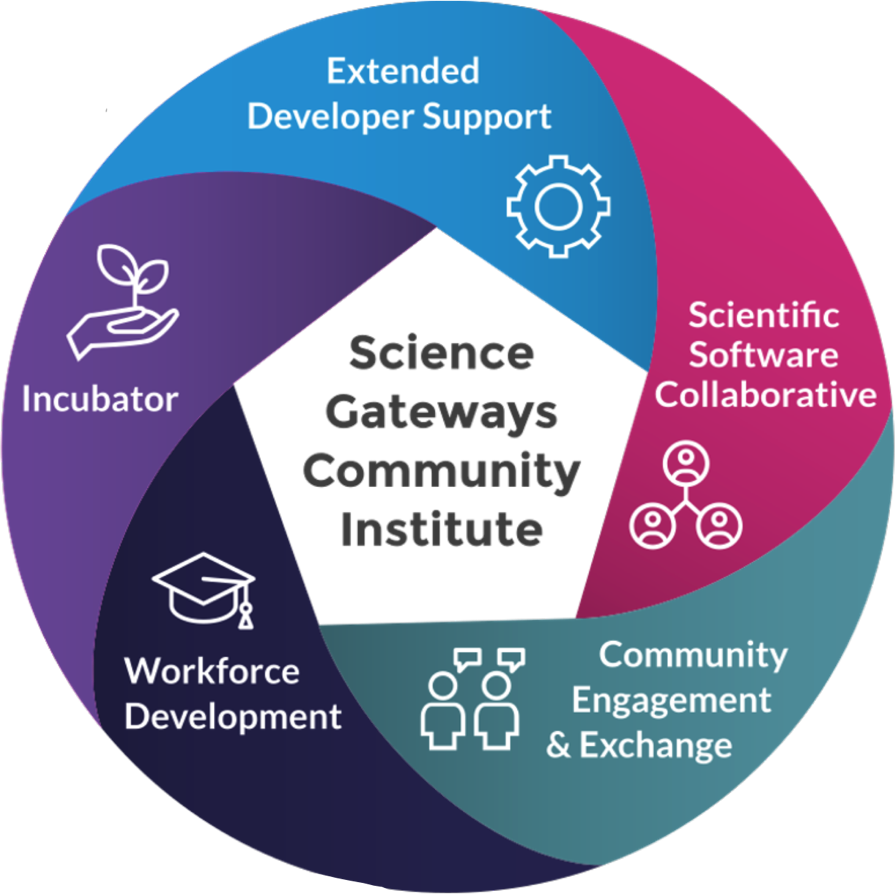 Extended
Developer Support
Scientific
Software
Collaborative
Community
Engagement
& Exchange
Workforce
Development
Incubator
Science
Gateways
Community
Institute